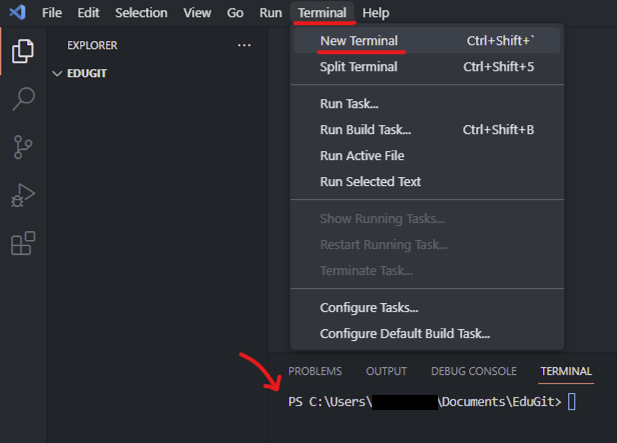 File Edit Selection View Go Run Terminal Help
EXPLORER ...
EDUGIT
New Terminal Ctrl+Shift+`
Split Terminal Ctrl+Shift+5
Run Task...
Run Build Task... Ctrl+Shift+B
Run Active File
Run Selected Text
Show Running Tasks...
Restart Running Task...
Terminate Task...
Configure Tasks...
Configure Default Build Task...
PROBLEMS OUTPUT DEBUG CONSOLE TERMINAL
PS C:\Users\ \Documents\EduGit>